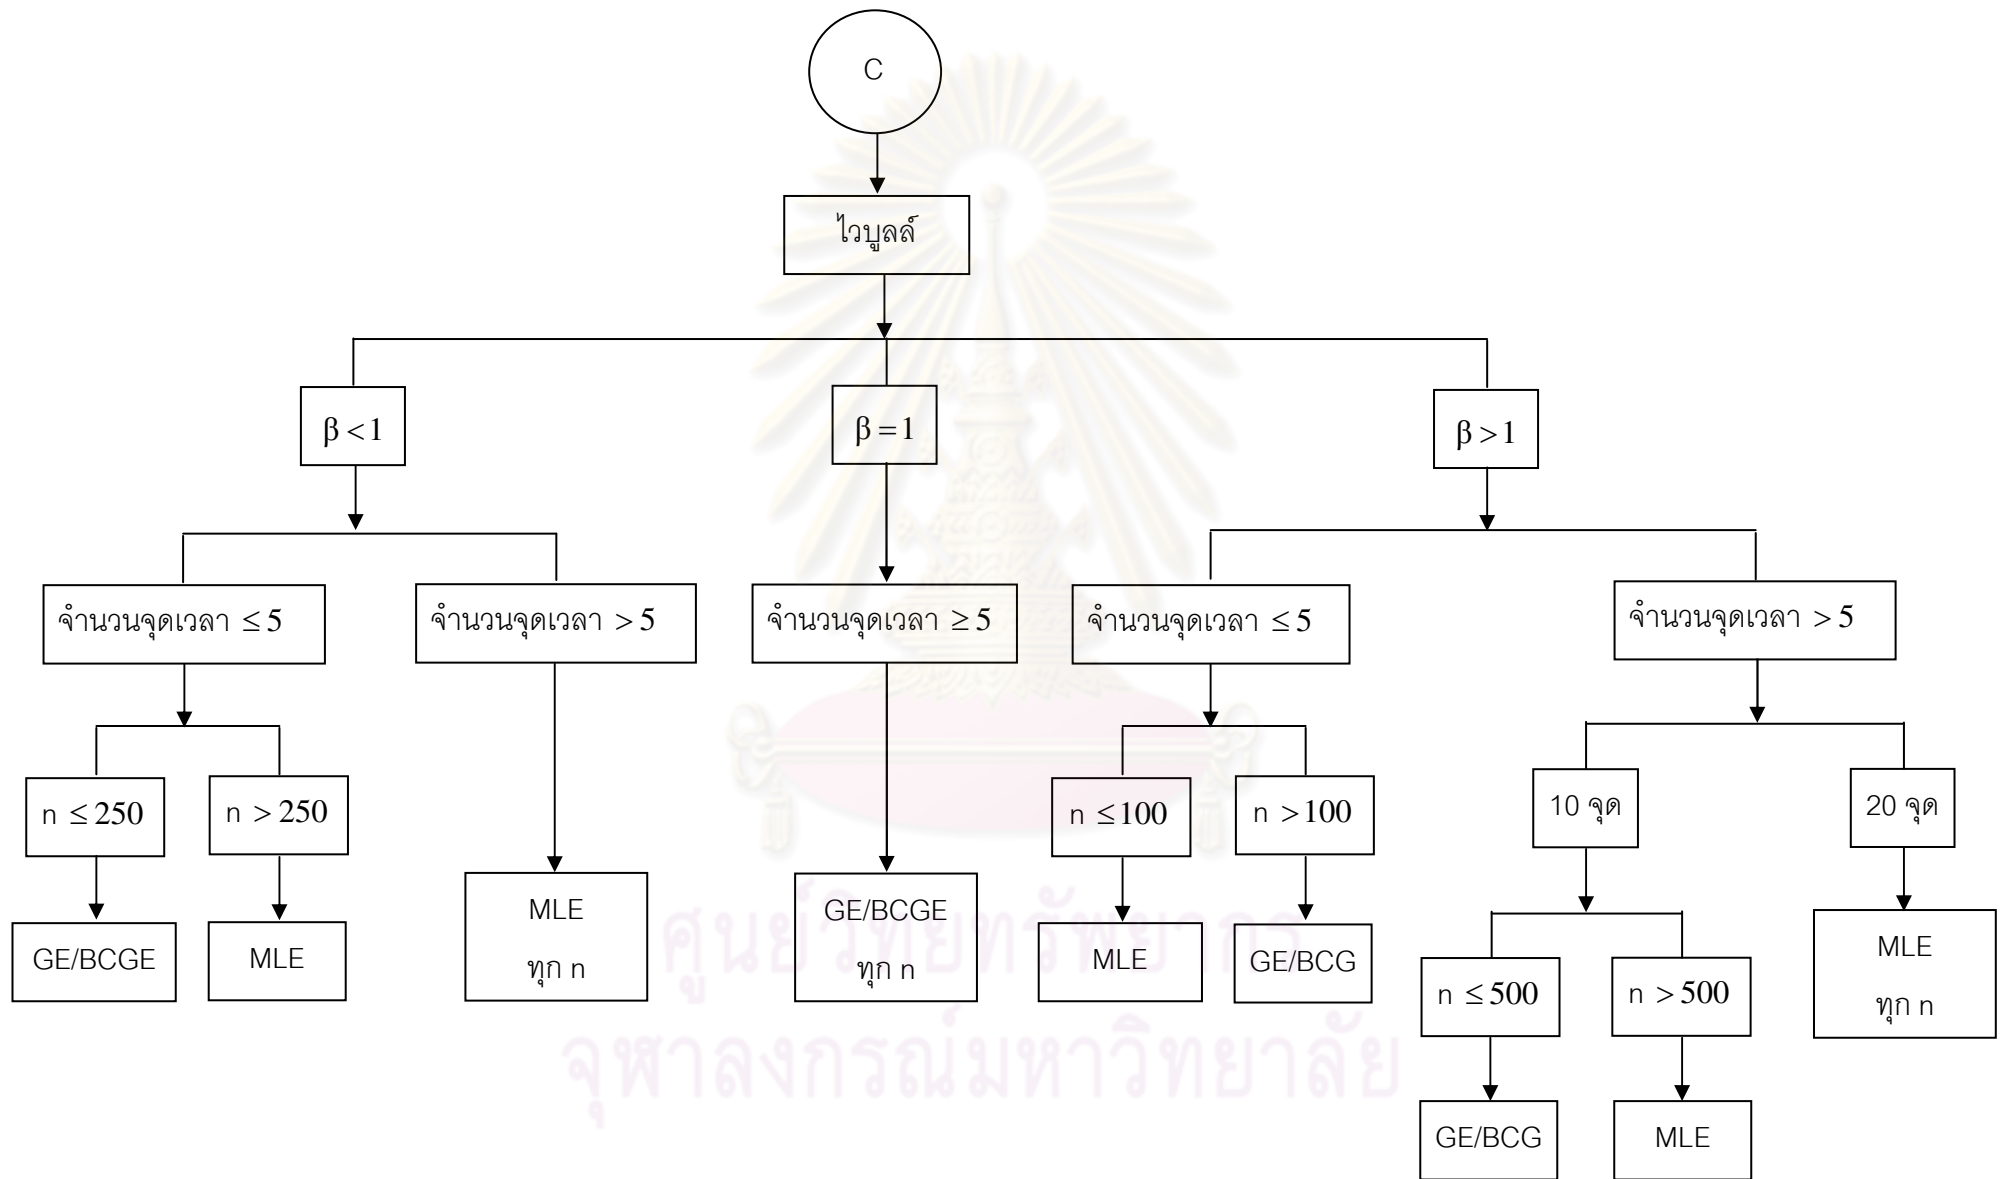 C
ไวบูลล์
β < 1
β = 1
β > 1
จำนวนจุดเวลา ≤ 5
จำนวนจุดเวลา > 5
จำนวนจุดเวลา ≥ 5
จำนวนจุดเวลา ≤ 5
จำนวนจุดเวลา > 5
n ≤ 250
n > 250
n ≤ 100
n > 100
10 จุด
20 จุด
GE/BCGE
MLE
MLE
ทุก n
GE/BCGE
ทุก n
MLE
GE/BCG
n ≤ 500
n > 500
MLE
ทุก n
GE/BCG
MLE
ศูนย์วิทยทรัพยากร
จุฬาลงกรณ์มหาวิทยาลัย